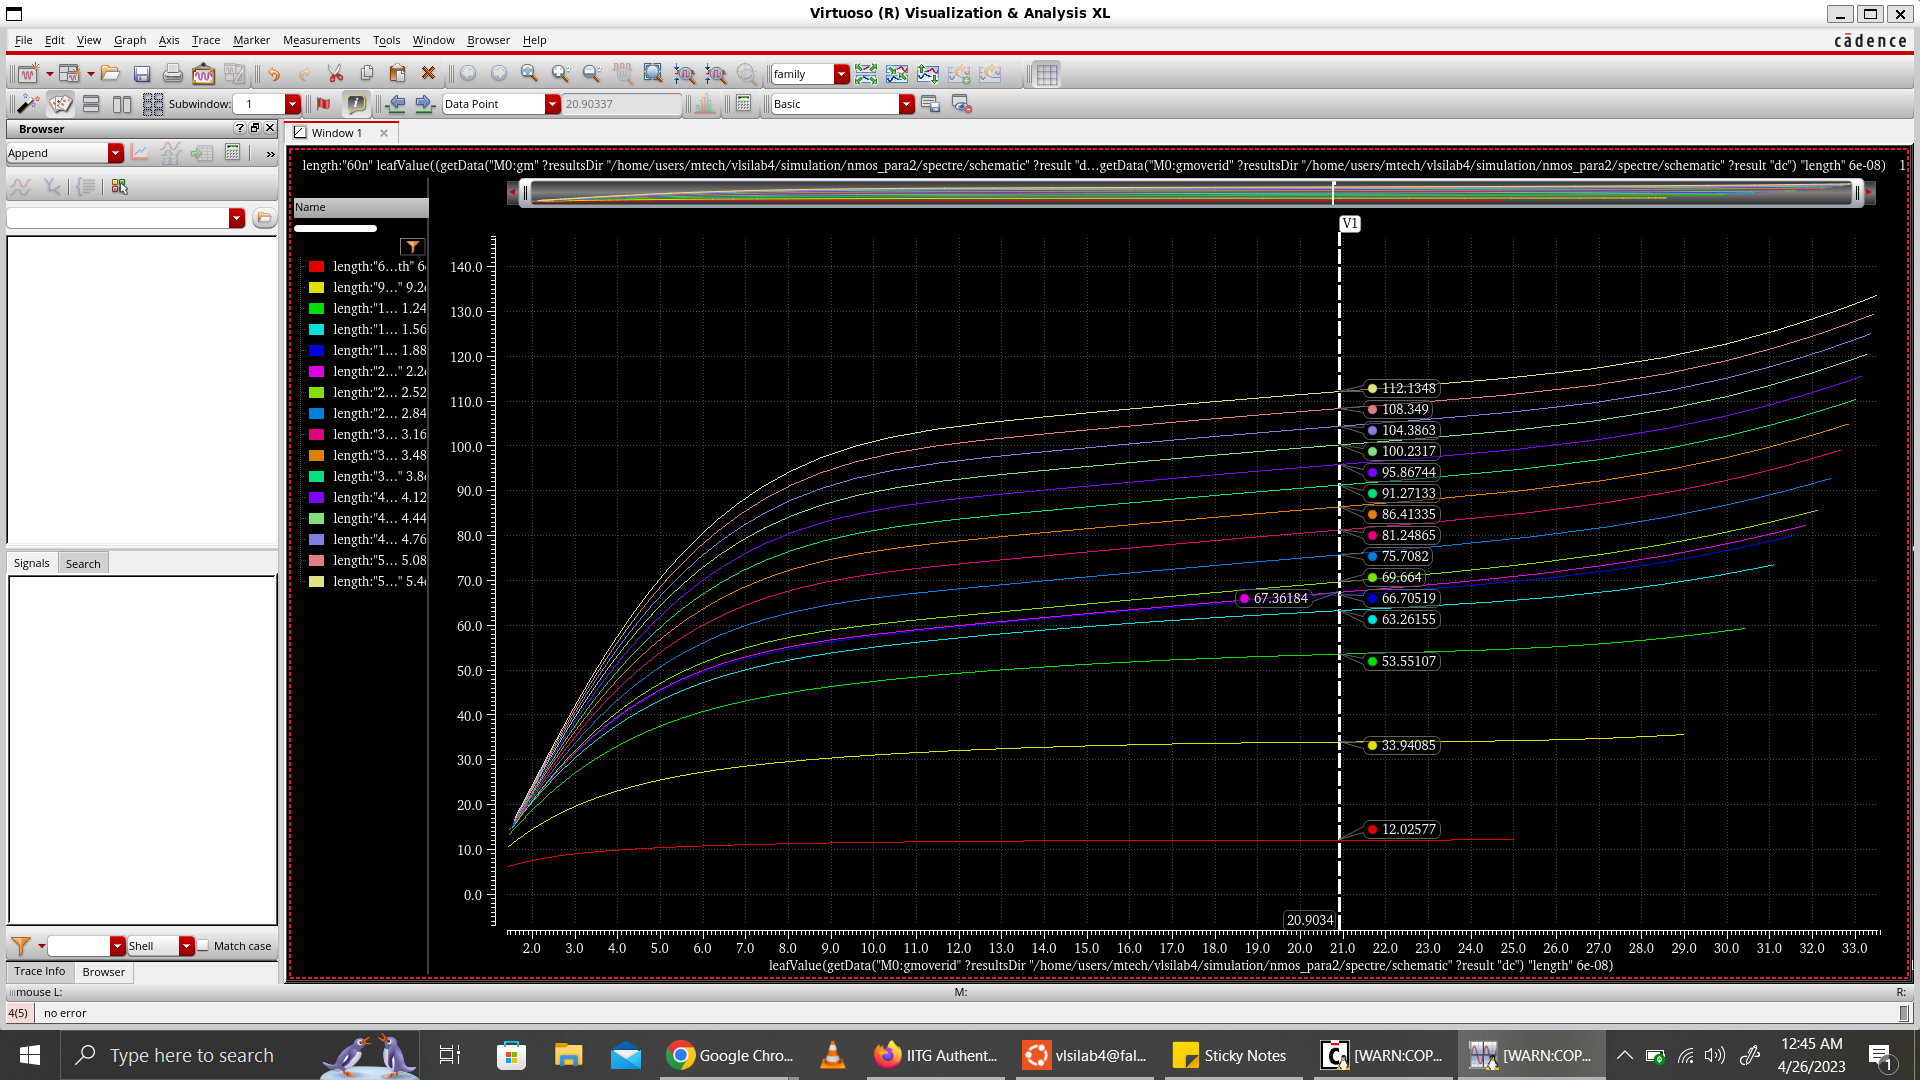 Virtuoso (R) Visualization & Analysis XL
File Edit View Graph Axis Trace Marker Measurements Tools Window Browser Help
cādence
family
Subwindow: 1
Data Point
20.90337
Basic
Browser
Window 1
Append
length:"60n" leafValue((getData("M0:gm" ?resultsDir "/home/users/mtech/vlsilab4/simulation/nmos_para2/spectre/schematic" ?result "d...getData("M0:gmoverid" ?resultsDir "/home/users/mtech/vlsilab4/simulation/nmos_para2/spectre/schematic" ?result "dc") "length" 6e-08) 1
Name
V1
length:"6...th" 6
length:"9..." 9.2
length:"1... 1.24
length:"1... 1.56
length:"1... 1.88
length:"2..." 2.2
length:"2... 2.52
length:"2... 2.84
length:"3... 3.16
length:"3... 3.48
length:"3..." 3.8
length:"4... 4.12
length:"4... 4.44
length:"4... 4.76
length:"5... 5.08
length:"5..." 5.4
140.0
130.0
120.0
110.0
100.0
90.0
80.0
70.0
60.0
50.0
40.0
30.0
20.0
10.0
0.0
112.1348
108.349
104.3863
100.2317
95.86744
91.27133
86.41335
81.24865
75.7082
69.664
67.36184 66.70519
63.26155
53.55107
33.94085
12.02577
20.9034
2.0 3.0 4.0 5.0 6.0 7.0 8.0 9.0 10.0 11.0 12.0 13.0 14.0 15.0 16.0 17.0 18.0 19.0 20.0 21.0 22.0 23.0 24.0 25.0 26.0 27.0 28.0 29.0 30.0 31.0 32.0 33.0
leafValue(getData("M0:gmoverid" ?resultsDir "/home/users/mtech/vlsilab4/simulation/nmos_para2/spectre/schematic" ?result "dc") "length" 6e-08)
Signals Search
Shell Match case
Trace Info Browser
mouse L: M: R:
4(5) no error
Type here to search
Google Chro...
IITG Authent...
vlsilab4@fal...
Sticky Notes
[WARN:COP...
[WARN:COP...
12:45 AM
4/26/2023
1